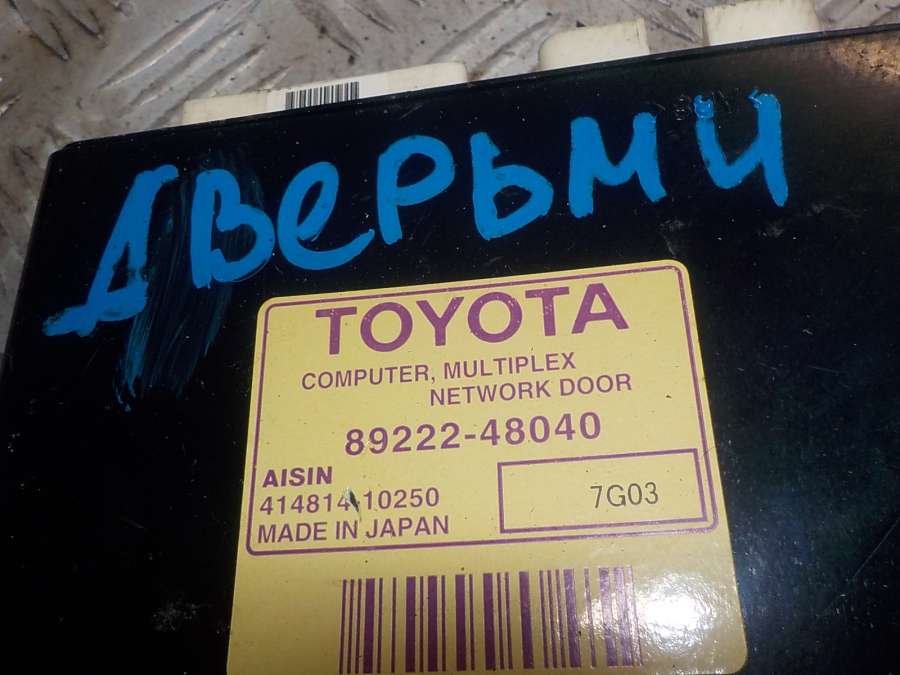 дверьми
TOYOTA
COMPUTER, MULTIPLEX
NETWORK DOOR
89222-48040
AISIN
414814-10250
7G03
MADE IN JAPAN